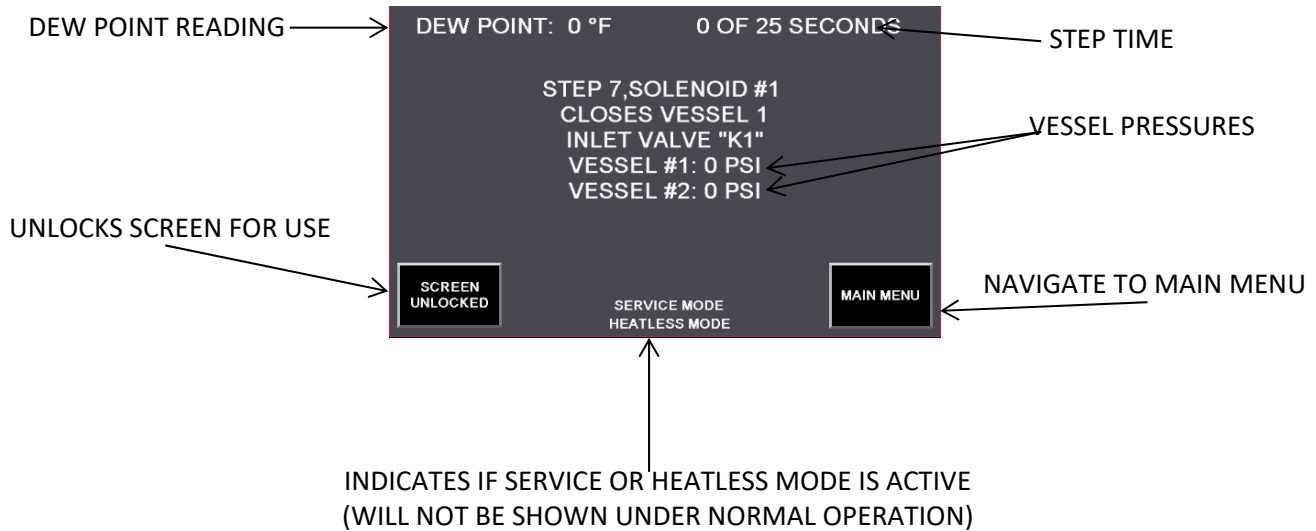 DEW POINT READING
DEW POINT: 0 °F
0 OF 25 SECONDS
STEP TIME
STEP 7,SOLENOID #1
CLOSES VESSEL 1
INLET VALVE "K1"
VESSEL #1: 0 PSI
VESSEL #2: 0 PSI
VESSEL PRESSURES
UNLOCKS SCREEN FOR USE
SCREEN
UNLOCKED
SERVICE MODE
HEATLESS MODE
MAIN MENU
NAVIGATE TO MAIN MENU
INDICATES IF SERVICE OR HEATLESS MODE IS ACTIVE
(WILL NOT BE SHOWN UNDER NORMAL OPERATION)